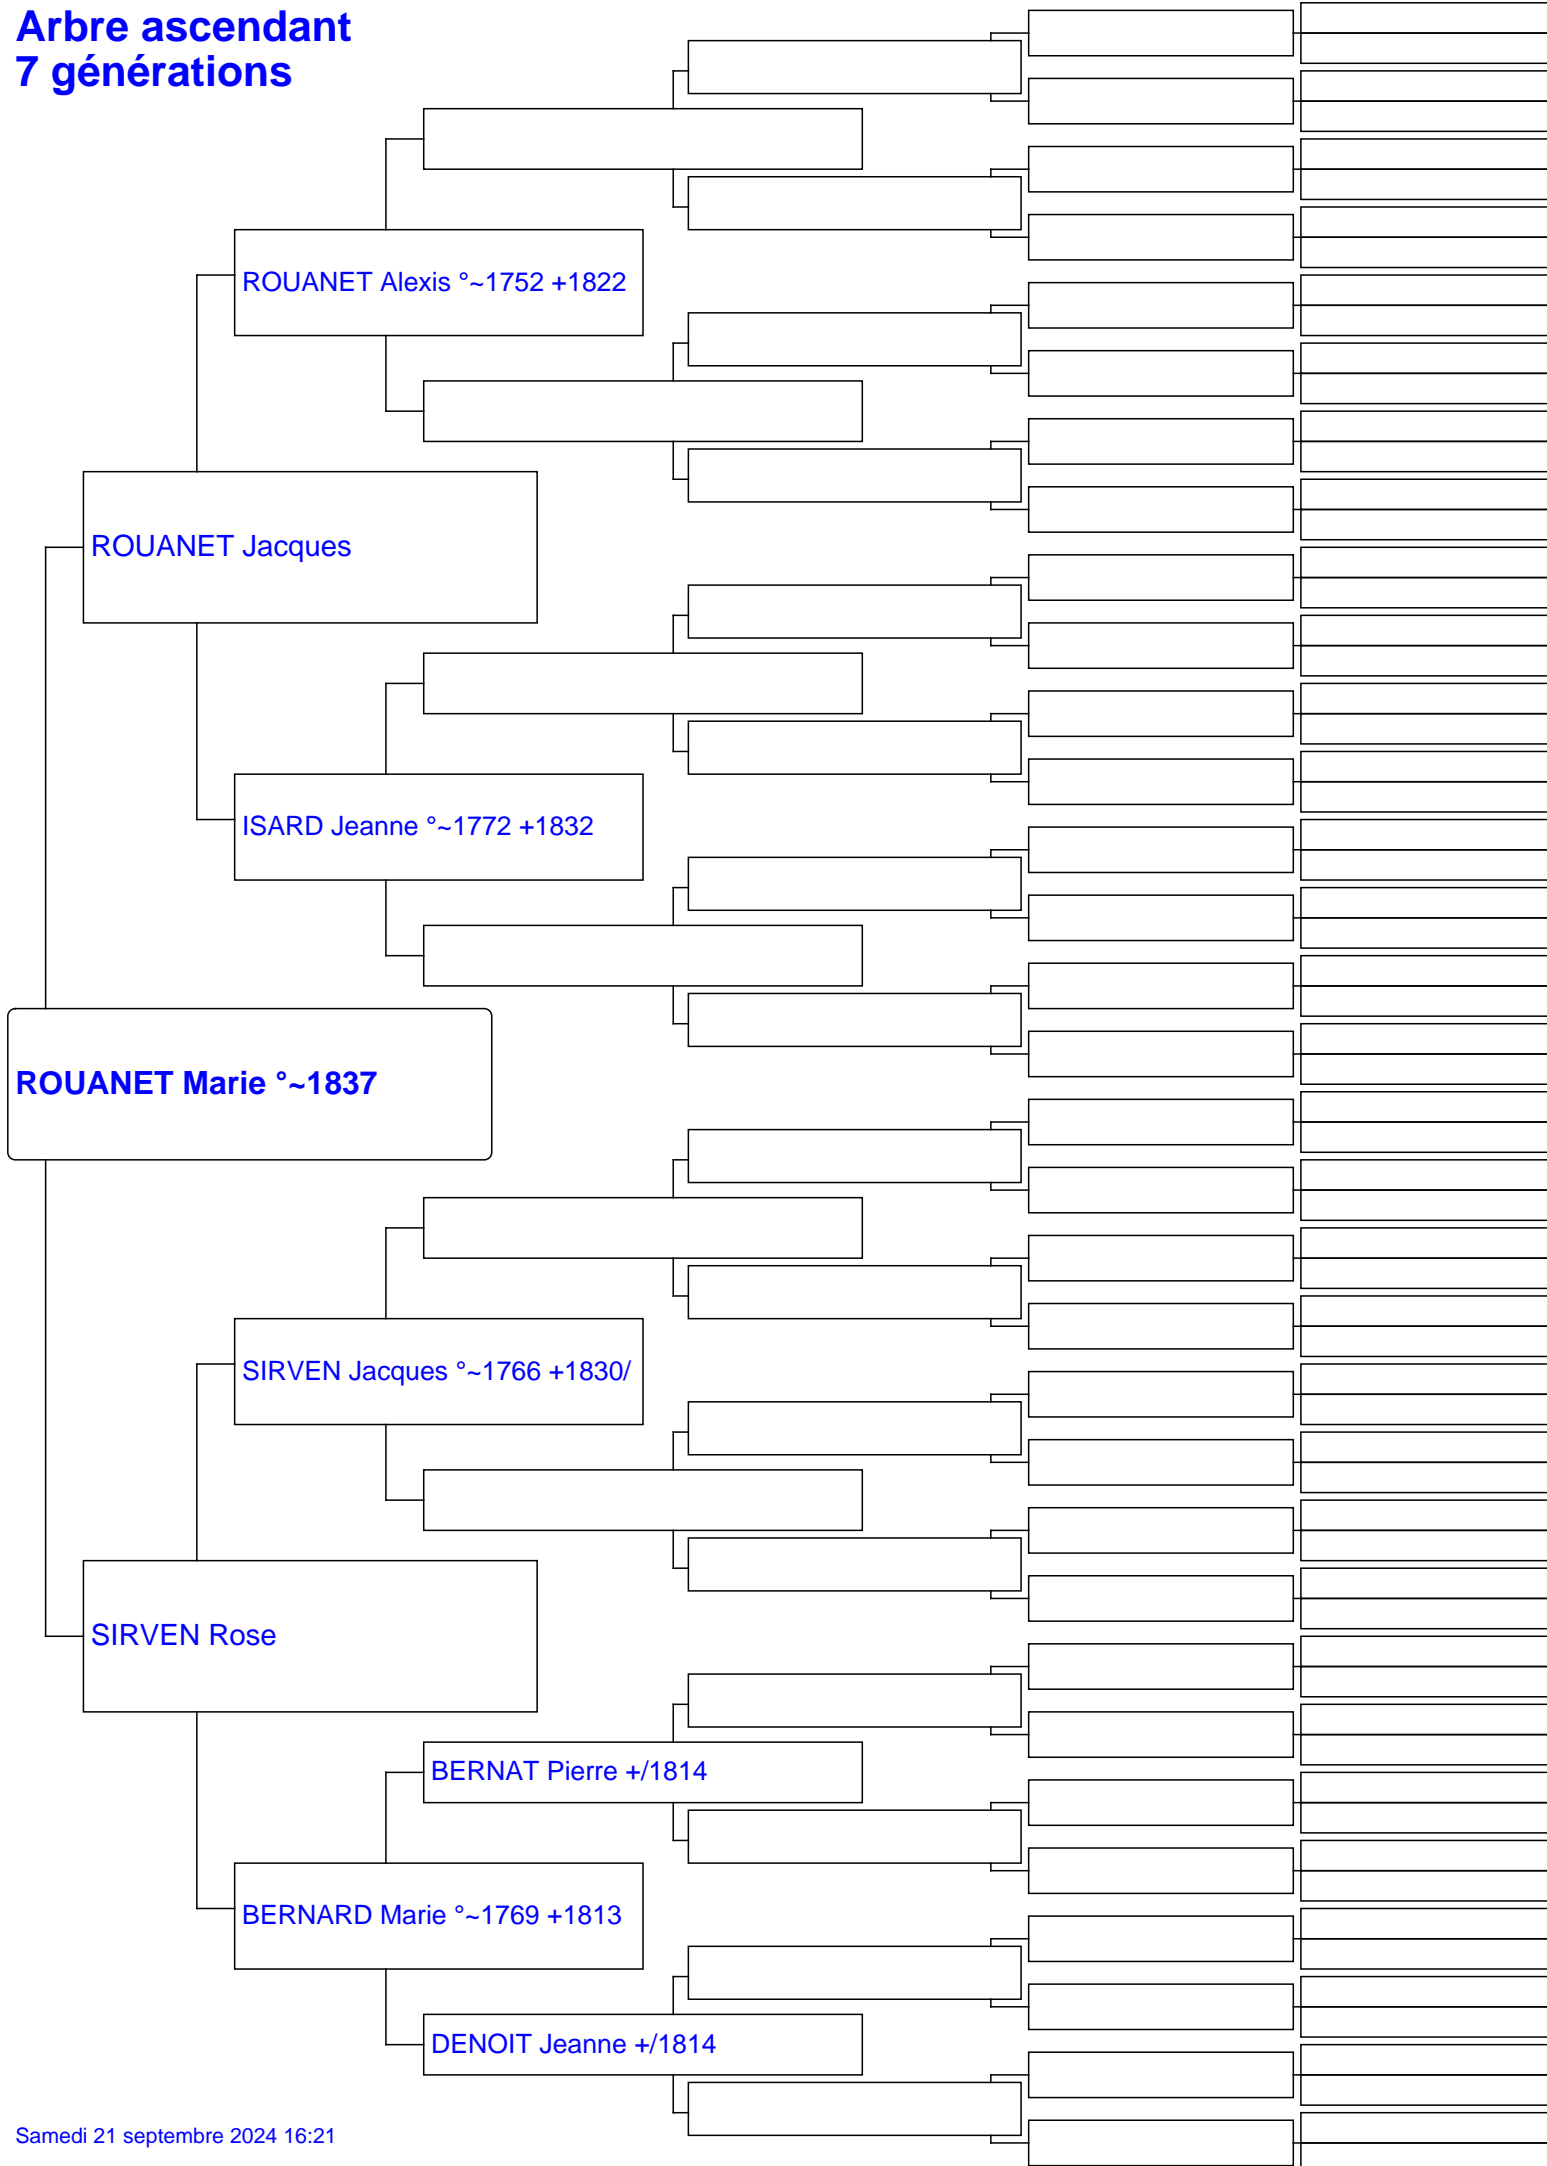 Arbre ascendant
7 générations
ROUANET Alexis °~1752 +1822
ROUANET Jacques
ISARD Jeanne °~1772 +1832
ROUANET Marie °~1837
SIRVEN Jacques °~1766 +1830/
SIRVEN Rose
BERNAT Pierre +/1814
BERNARD Marie °~1769 +1813
DENOIT Jeanne +/1814
Samedi 21 septembre 2024 16:21